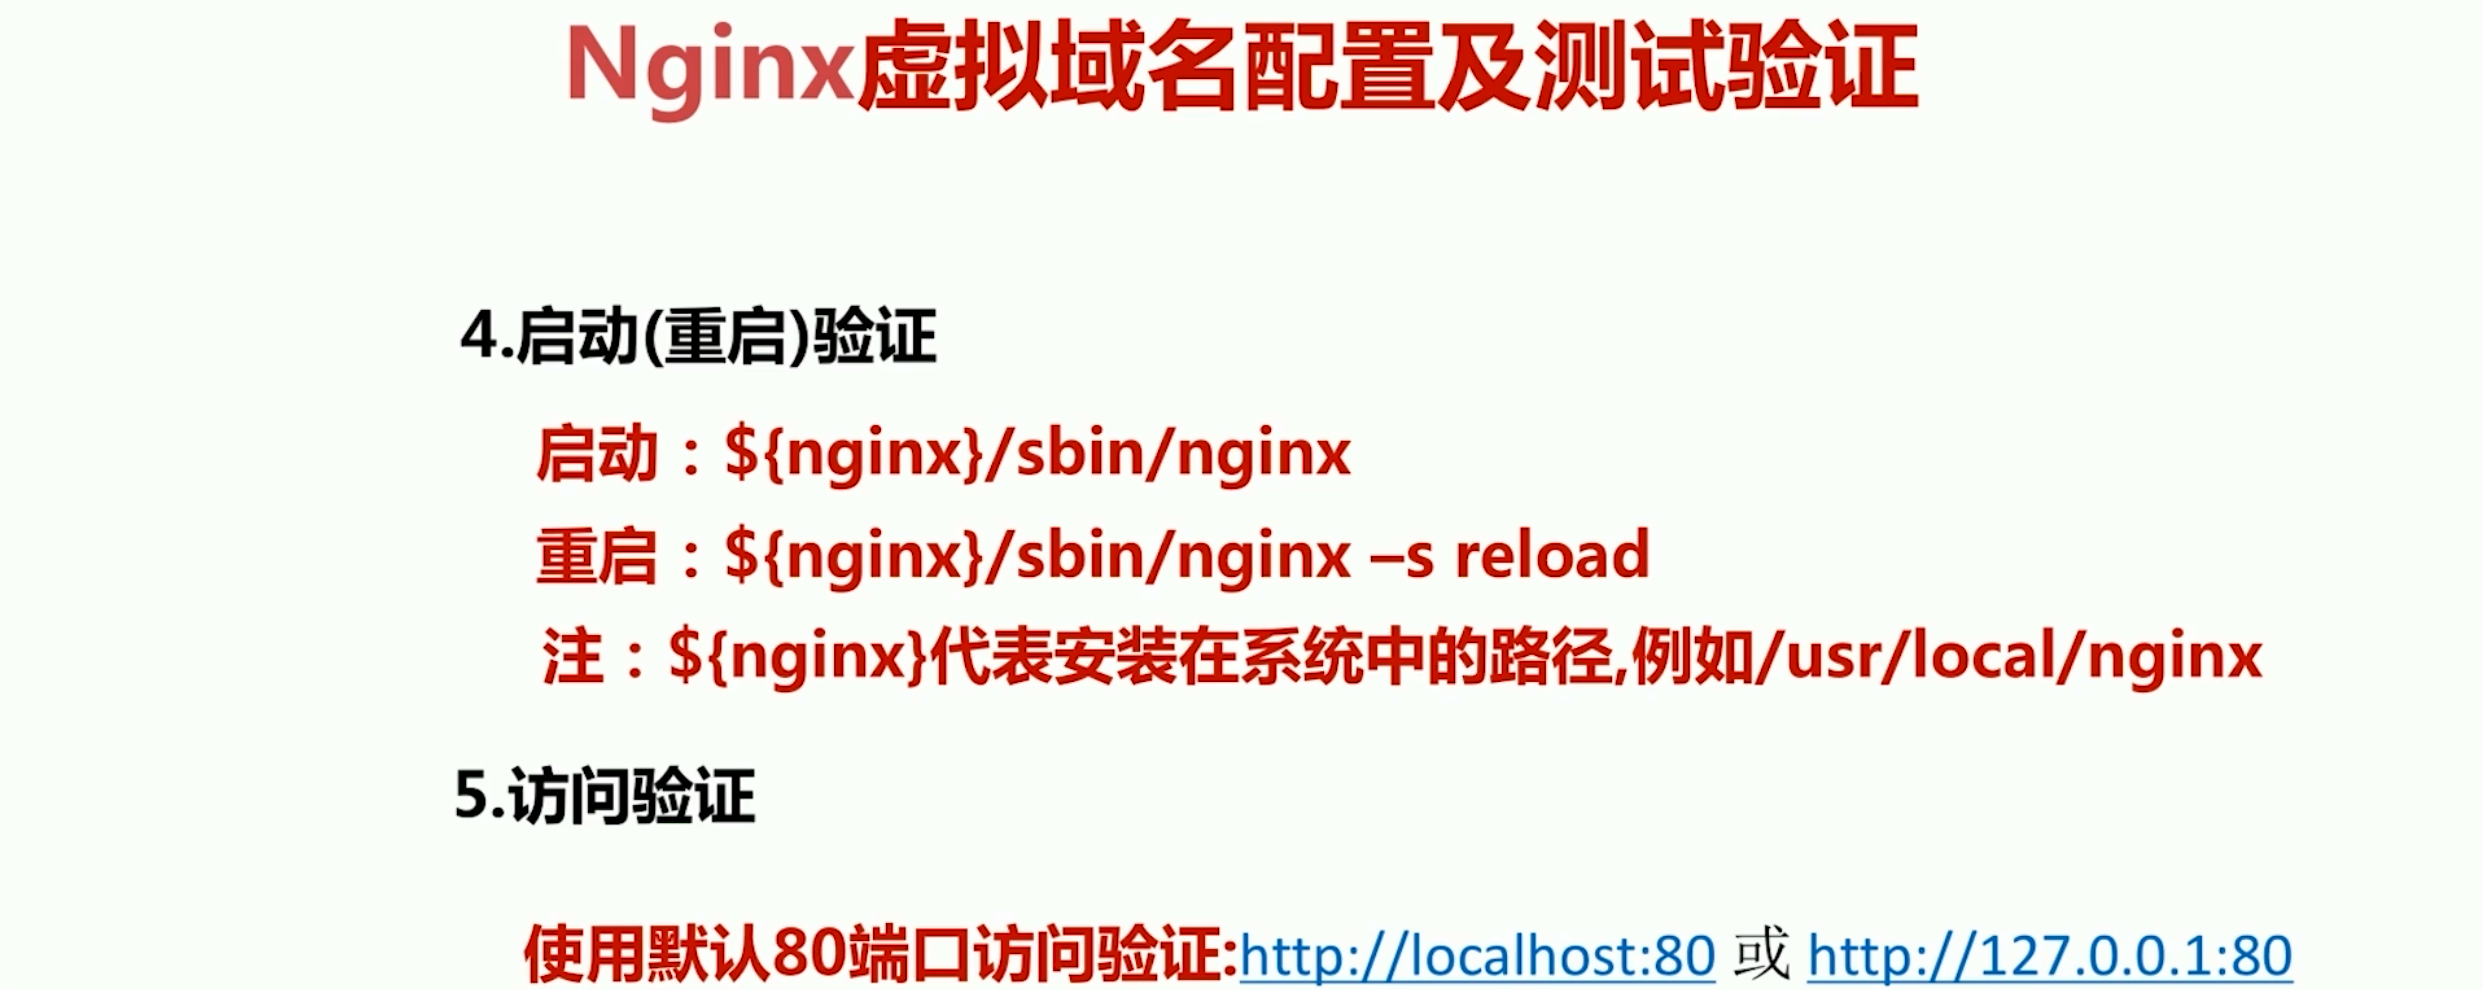 Nginx虚拟域名配置及测试验证
4.启动(重启)验证
启动：${nginx}/sbin/nginx
重启：${nginx}/sbin/nginx –s reload
注：${nginx}代表安装在系统中的路径,例如/usr/local/nginx
5.访问验证
使用默认80端口访问验证:http://localhost:80 或 http://127.0.0.1:80